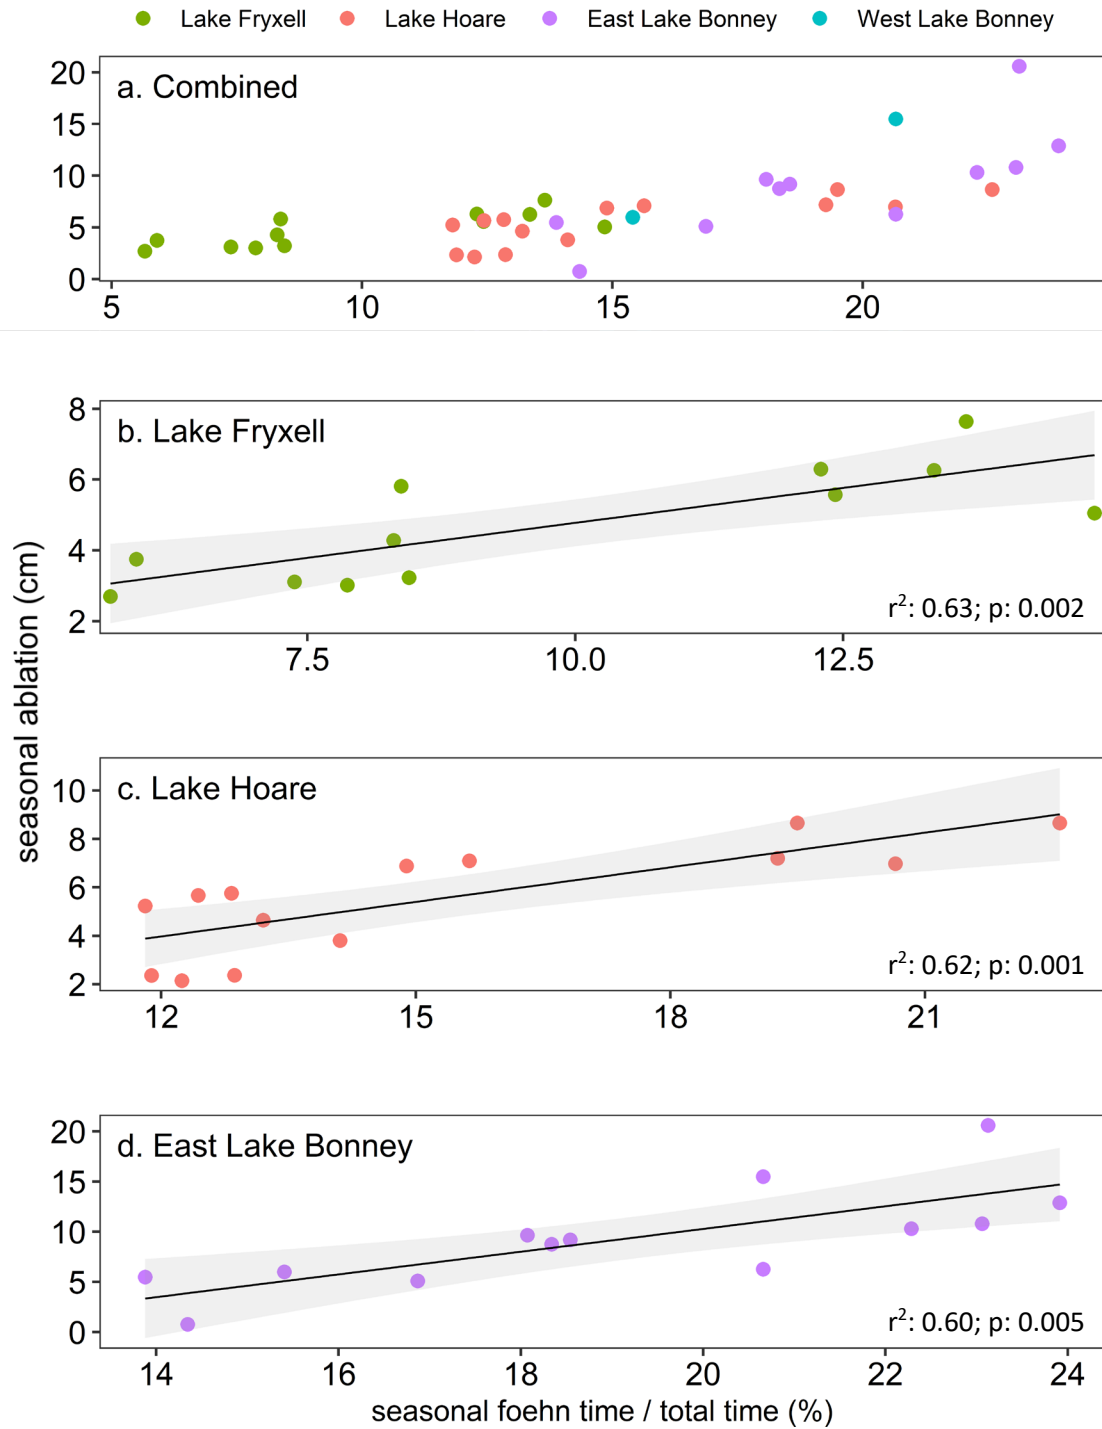 Lake Fryxell Lake Hoare East Lake Bonney West Lake Bonney
a. Combined
20
15
10
5
0
5 10 15 20
b. Lake Fryxell
8
6
4
2
r²: 0.63; p: 0.002
7.5 10.0 12.5
seasonal ablation (cm)
c. Lake Hoare
10
8
6
4
2
r²: 0.62; p: 0.001
12 15 18 21
d. East Lake Bonney
20
15
10
5
0
r²: 0.60; p: 0.005
14 16 18 20 22 24
seasonal foehn time / total time (%)